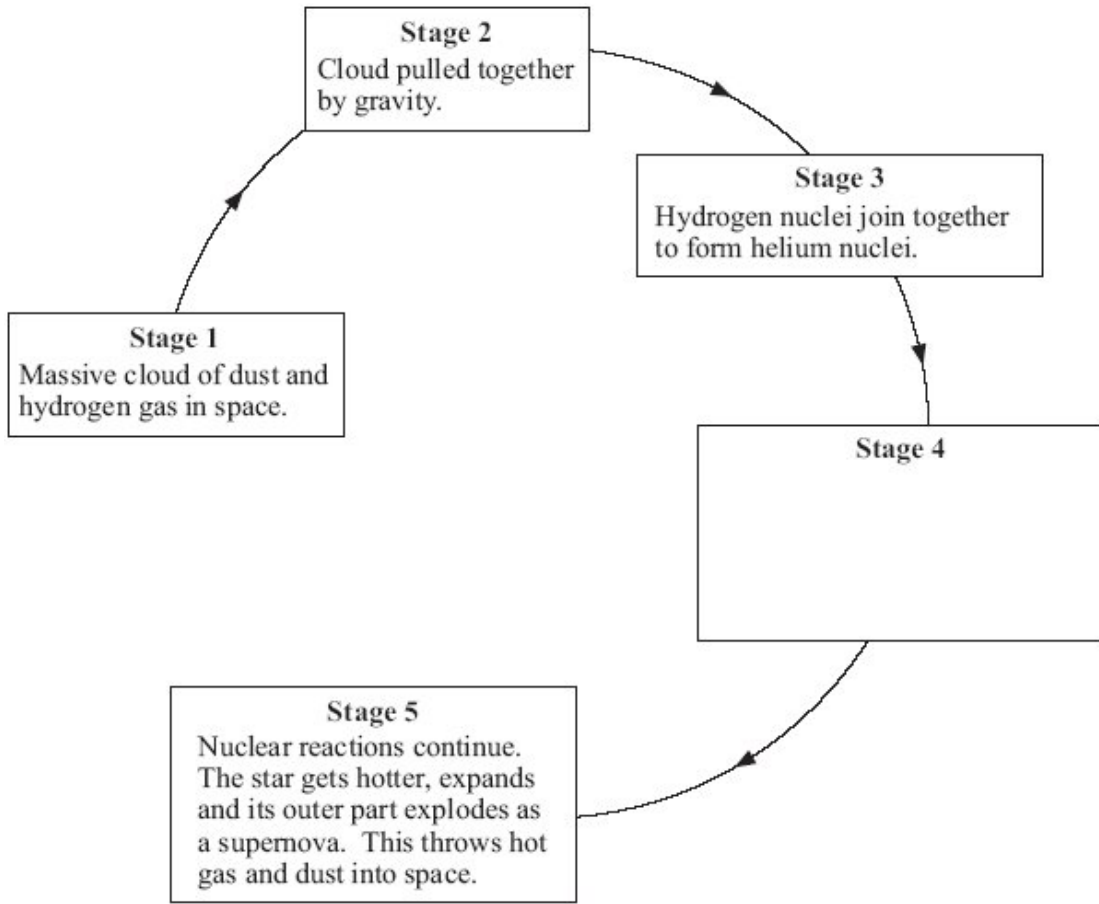 Stage 1
Massive cloud of dust and
hydrogen gas in space.
Stage 2
Cloud pulled together
by gravity.
Stage 3
Hydrogen nuclei join together
to form helium nuclei.
Stage 4
Stage 5
Nuclear reactions continue.
The star gets hotter, expands
and its outer part explodes as
a supernova. This throws hot
gas and dust into space.